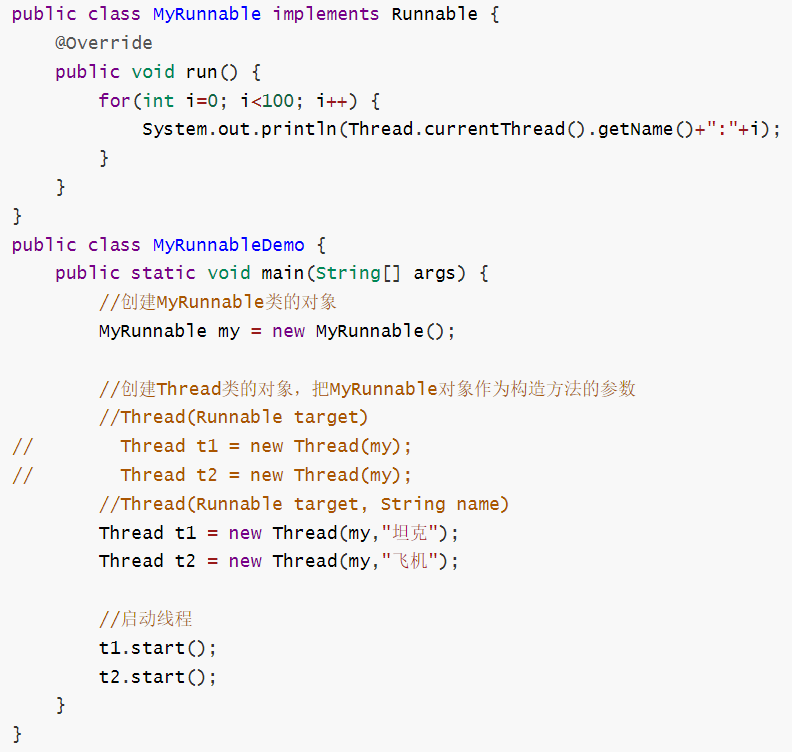 public class MyRunnable implements Runnable {
    @Override
    public void run() {
        for(int i=0; i<100; i++) {
            System.out.println(Thread.currentThread().getName()+":"+i);
        }
    }
}
public class MyRunnableDemo {
    public static void main(String[] args) {
        //创建MyRunnable类的对象
        MyRunnable my = new MyRunnable();

        //创建Thread类的对象，把MyRunnable对象作为构造方法的参数
        //Thread(Runnable target)
//        Thread t1 = new Thread(my);
//        Thread t2 = new Thread(my);
        //Thread(Runnable target, String name)
        Thread t1 = new Thread(my,"坦克");
        Thread t2 = new Thread(my,"飞机");

        //启动线程
        t1.start();
        t2.start();
    }
}